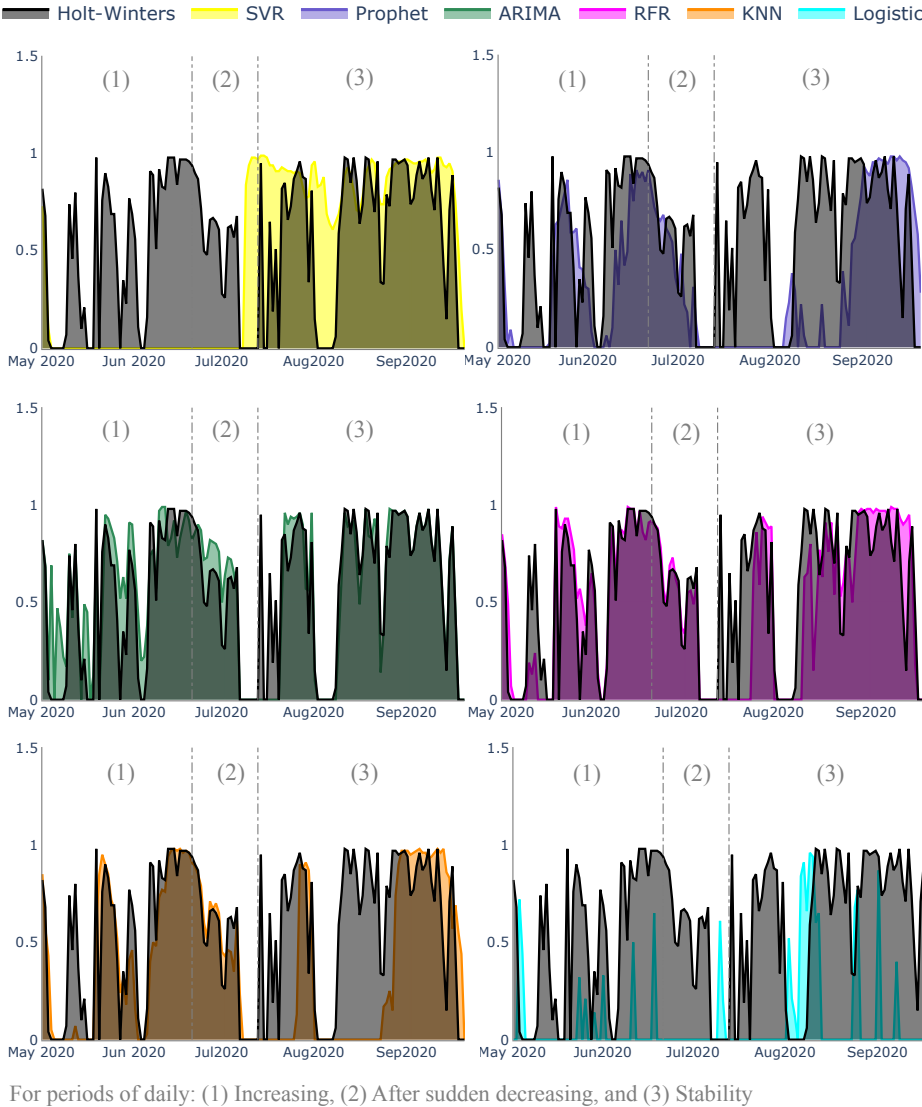 Holt-Winters SVR Prophet ARIMA RFR KNN Logistic
1.5 (1) (2) (3) (1) (2) (3)
1 1
0.5 0.5
0 0
May 2020 Jun 2020 Jul2020 Aug2020 Sep2020 May 2020 Jun2020 Jul2020 Aug2020 Sep2020
1.5 (1) (2) (3) 1.5 (1) (2) (3)
1 1
0.5 0.5
0 0
May 2020 Jun 2020 Jul2020 Aug2020 Sep2020 May 2020 Jun2020 Jul2020 Aug2020 Sep2020
1.5 (1) (2) (3) 1.5 (1) (2) (3)
1 1
0.5 0.5
0 0
May 2020 Jun 2020 Jul2020 Aug2020 Sep2020 May 2020 Jun2020 Jul2020 Aug2020 Sep2020
For periods of daily: (1) Increasing, (2) After sudden decreasing, and (3) Stability